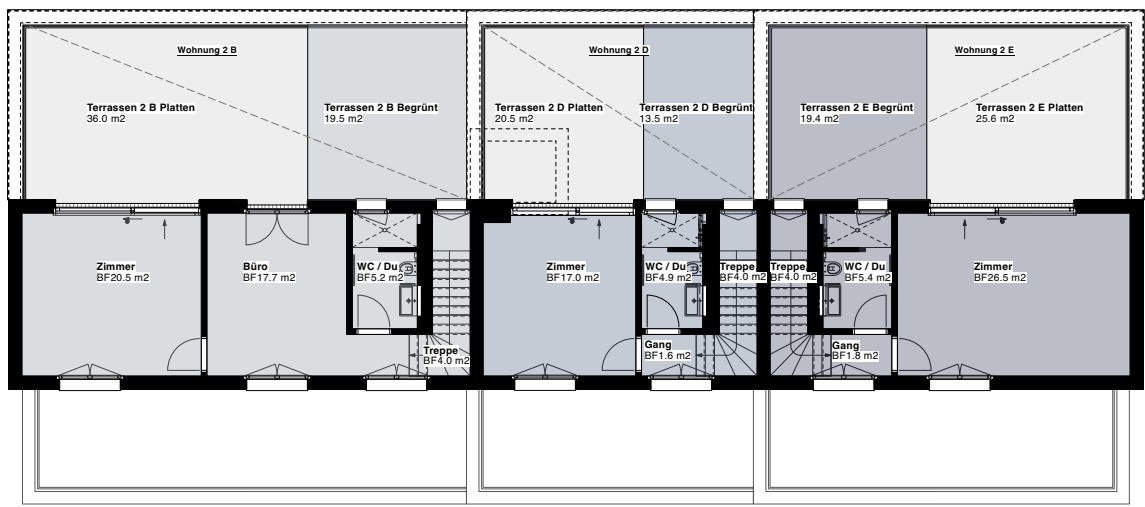 Wohnung 2 B
Wohnung 2 D
Wohnung 2 E
Terrassen 2 B Platten
36.0 m2
Terrassen 2 B Begrünt
19.5 m2
Terrassen 2 D Platten
20.5 m2
Terrassen 2 D Begrünt
13.5 m2
Terrassen 2 E Begrünt
19.4 m2
Terrassen 2 E Platten
25.6 m2
Zimmer
BF20.5 m2
Büro
BF17.7 m2
WC / Du
BF5.2 m2
Treppe
BF4.0 m2
Zimmer
BF17.0 m2
WC / Du
BF4.9 m2
Treppe
BF4.0 m2
Treppe
BF4.0 m2
WC / Du
BF5.4 m2
Zimmer
BF26.5 m2
Gang
BF1.6 m2
Gang
BF1.8 m2